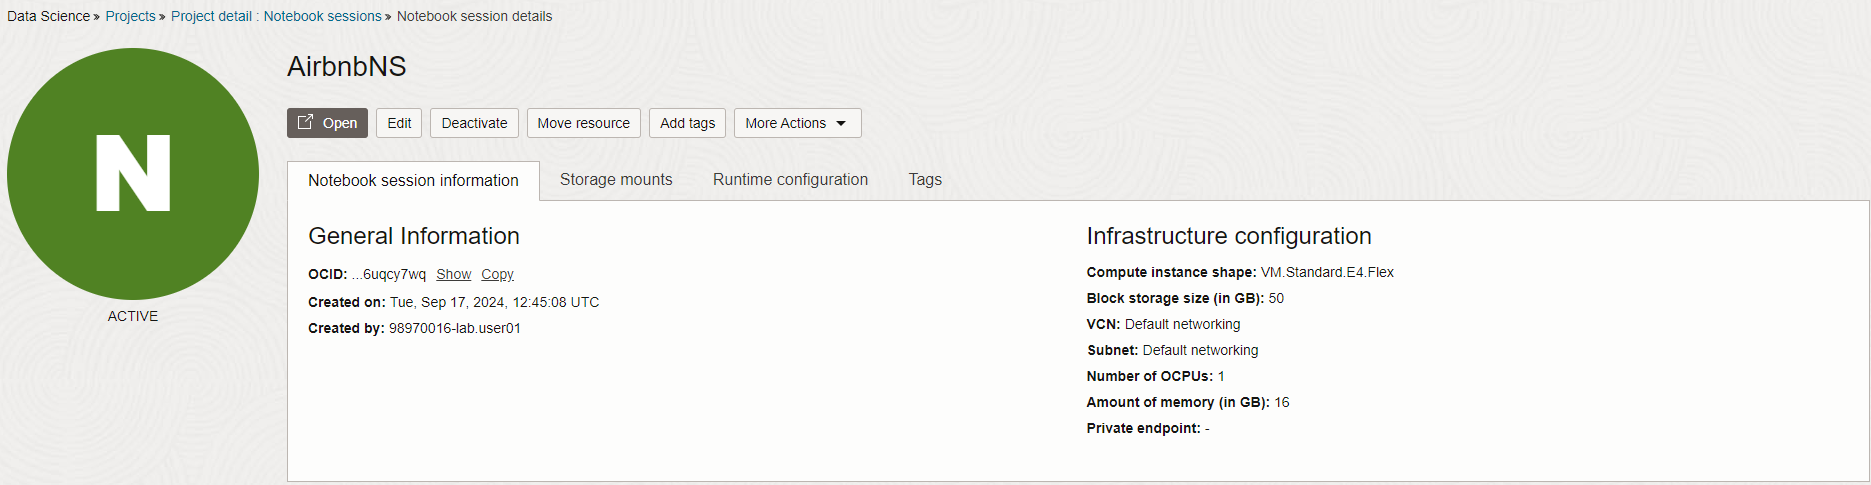 Data Science » Projects » Project detail : Notebook sessions » Notebook session details
N
ACTIVE
AirbnbNS
Open Edit Deactivate Move resource Add tags More Actions
Notebook session information Storage mounts Runtime configuration Tags
General Information
OCID: ...6uqcy7wq Show Copy
Created on: Tue, Sep 17, 2024, 12:45:08 UTC
Created by: 98970016-lab.user01
Infrastructure configuration
Compute instance shape: VM.Standard.E4.Flex
Block storage size (in GB): 50
VCN: Default networking
Subnet: Default networking
Number of OCPUs: 1
Amount of memory (in GB): 16
Private endpoint: -